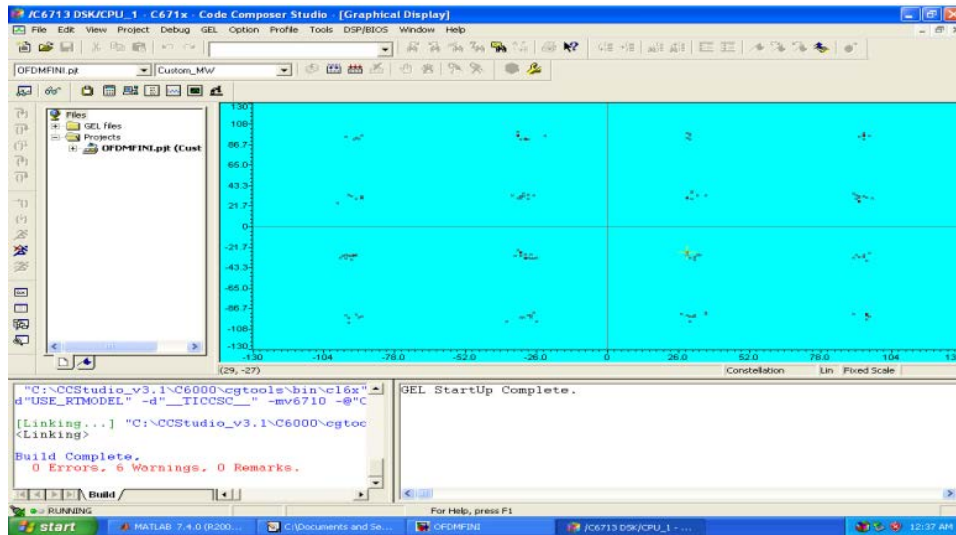 /C6713 DSK/CPU_1 - C671x - Code Composer Studio - [Graphical Display]
File Edit View Project Debug GEL Option Profile Tools DSP/BIOS Window Help
OFDMFINI.pjt Custom_MW
Files
GEL files
Projects
OFDMFINI.pjt (Cust
130
108
86.7
65.0
43.3
21.7
0
-21.7
-43.3
-65.0
-86.7
-108
-130
-130 -104 -78.0 -52.0 -26.0 0 26.0 52.0 78.0 104 13
(29, -27) Constellation Lin Fixed Scale
"C:\CCStudio_v3.1\C6000\cgtools\bin\cl6x"
d"USE_RTMODEL" -d"__TICCSC__" -mv6710 -@"C
[Linking...] "C:\CCStudio_v3.1\C6000\cgtoo
<Linking>
Build Complete,
0 Errors, 6 Warnings, 0 Remarks.
Build
GEL StartUp Complete.
RUNNING For Help, press F1
start MATLAB 7.4.0 (R200... C:\Documents and Se... OFDMFINI /C6713 DSK/CPU_1 - ... 12:37 AM